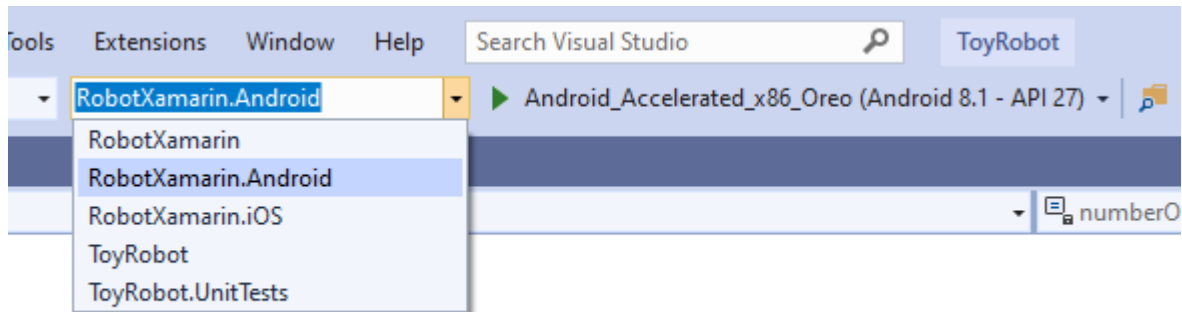 Tools Extensions Window Help Search Visual Studio ToyRobot
RobotXamarin.Android Android_Accelerated_x86_Oreo (Android 8.1 - API 27)
RobotXamarin
RobotXamarin.Android
RobotXamarin.iOS
numberO
ToyRobot
ToyRobot.UnitTests